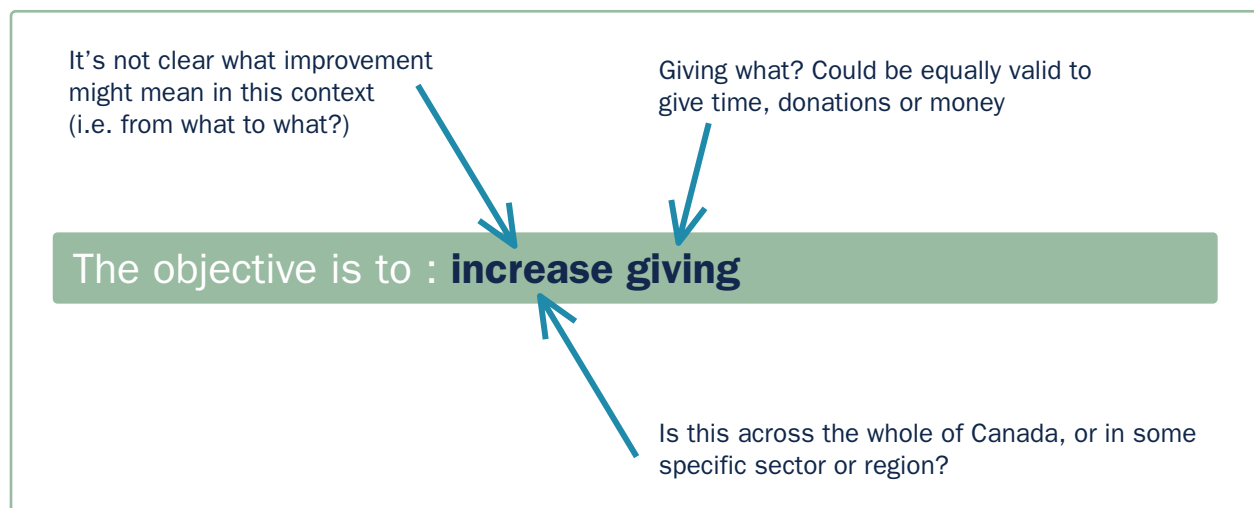 It’s not clear what improvement
might mean in this context
(i.e. from what to what?)
Giving what? Could be equally valid to
give time, donations or money
The objective is to : increase giving
Is this across the whole of Canada, or in some
specific sector or region?